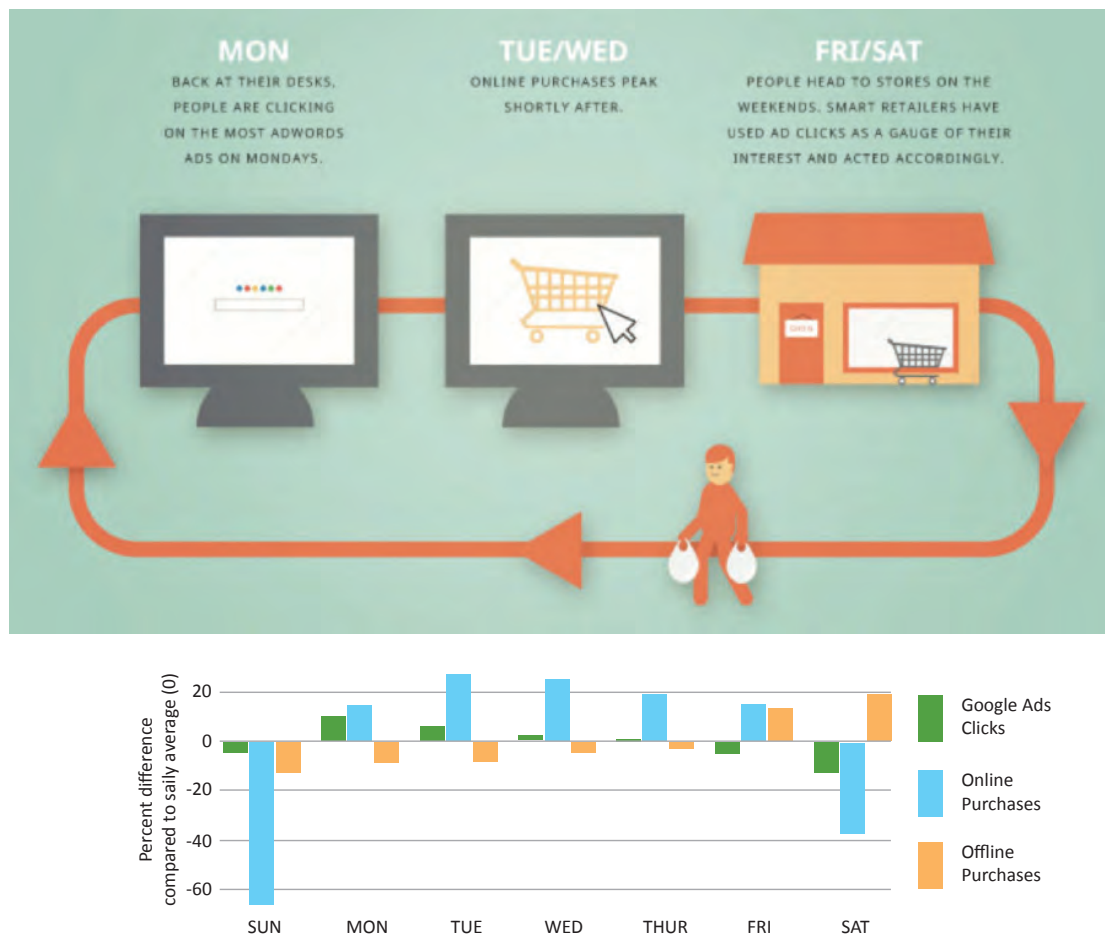 MON
BACK AT THEIR DESKS,
PEOPLE ARE CLICKING
ON THE MOST ADWORDS
ADS ON MONDAYS.
TUE/WED
ONLINE PURCHASES PEAK
SHORTLY AFTER.
FRI/SAT
PEOPLE HEAD TO STORES ON THE
WEEKENDS. SMART RETAILERS HAVE
USED AD CLICKS AS A GAUGE OF THEIR
INTEREST AND ACTED ACCORDINGLY.
OPEN
Percent difference
compared to saily average (0)
20
0
-20
-40
-60
SUN
MON
TUE
WED
THUR
FRI
SAT
Google Ads
Clicks
Online
Purchases
Offline
Purchases